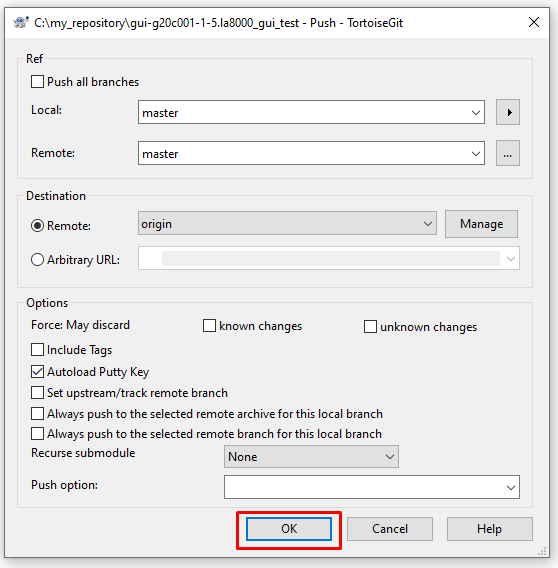 C:\my_repository\gui-g20c001-1-5.la8000_gui_test - Push - TortoiseGit
Ref
Push all branches
Local:
master
Remote:
master
...
Destination
Remote:
origin
Manage
Arbitrary URL:
Options
Force: May discard
known changes
unknown changes
Include Tags
Autoload Putty Key
Set upstream/track remote branch
Always push to the selected remote archive for this local branch
Always push to the selected remote branch for this local branch
Recurse submodule
None
Push option:
OK
Cancel
Help